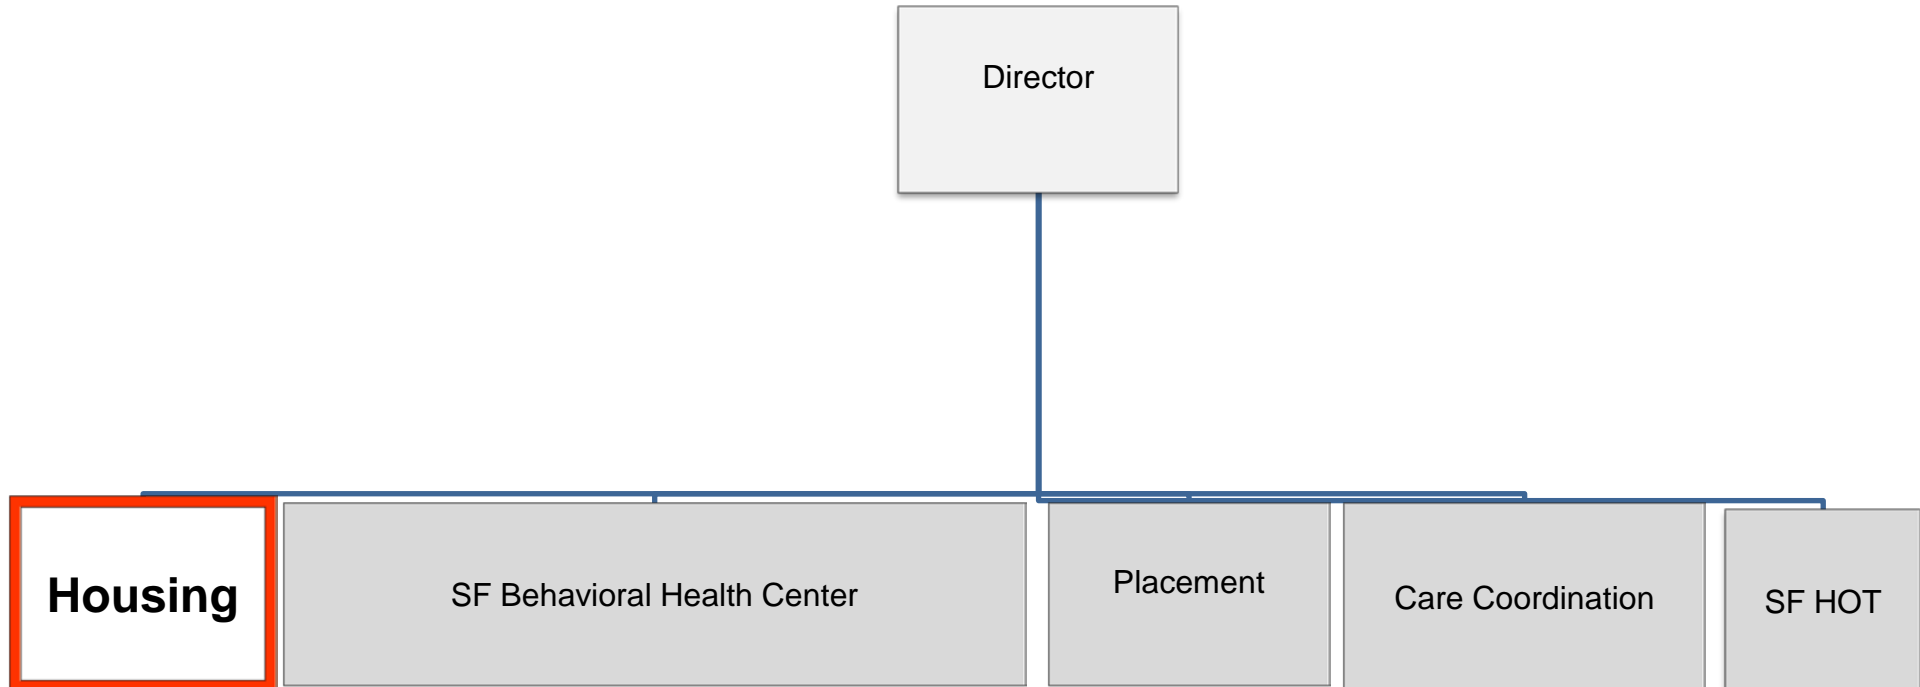 Director
Housing
SF Behavioral Health Center
Placement
Care Coordination
SF HOT